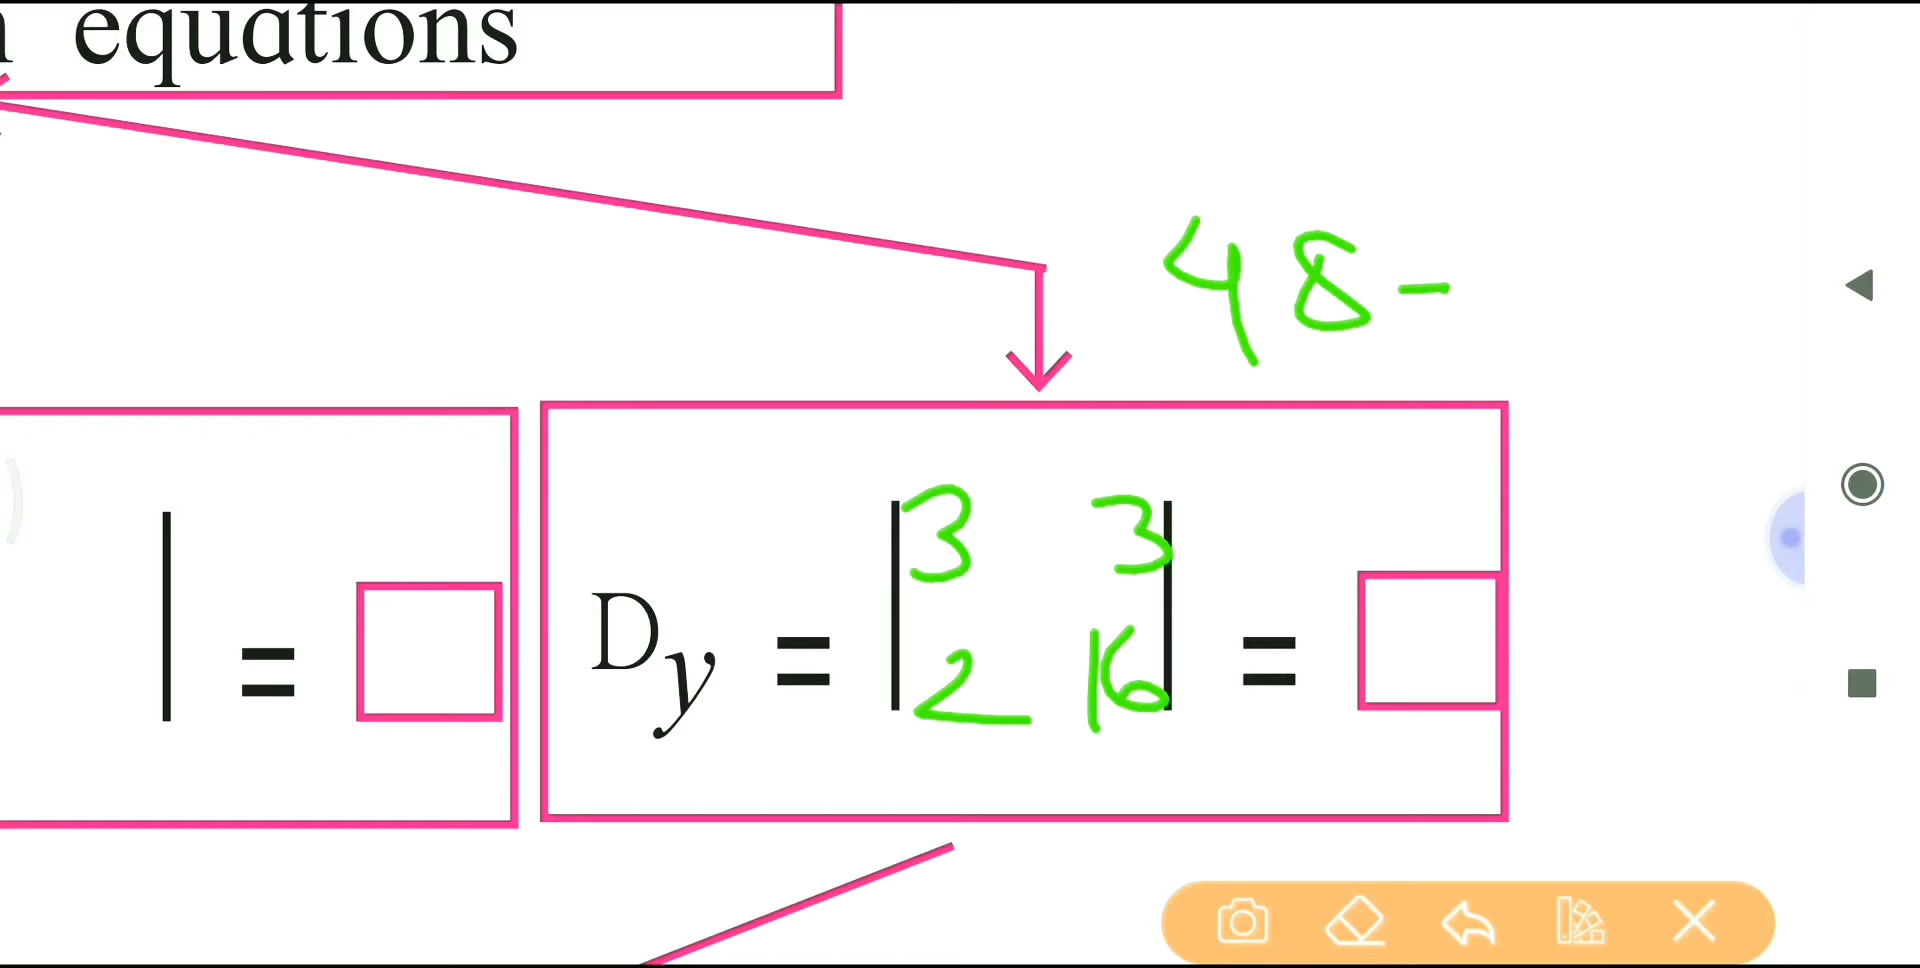 equations
48-
| = Dy = |3 3
2 16| =